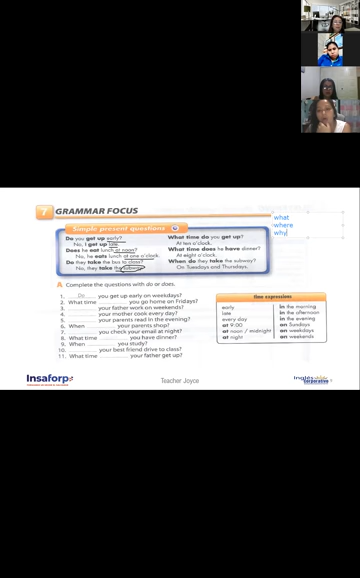 7 GRAMMAR FOCUS
what
where
why
Simple present questions
Do you get up early?
No, I get up late.
Does he eat lunch at noon?
No, he eats lunch at one o'clock.
Do they take the bus to class?
No, they take the subway.
What time do you get up?
At ten o'clock.
What time does he have dinner?
At eight o'clock.
When do they take the subway?
On Tuesdays and Thursdays.
A Complete the questions with do or does.
1. Do you get up early on weekdays?
2. What time you go home on Fridays?
3. your father work on weekends?
4. your mother cook every day?
5. your parents read in the evening?
6. When your parents shop?
7. you check your email at night?
8. What time you have dinner?
9. When you study?
10. your best friend drive to class?
11. What time your father get up?
time expressions
early
late
every day
at 9:00
at noon / midnight
at night
in the morning
in the afternoon
in the evening
on Sundays
on weekdays
on weekends
Insaforp
Teacher Joyce
Inglés
Corporativo